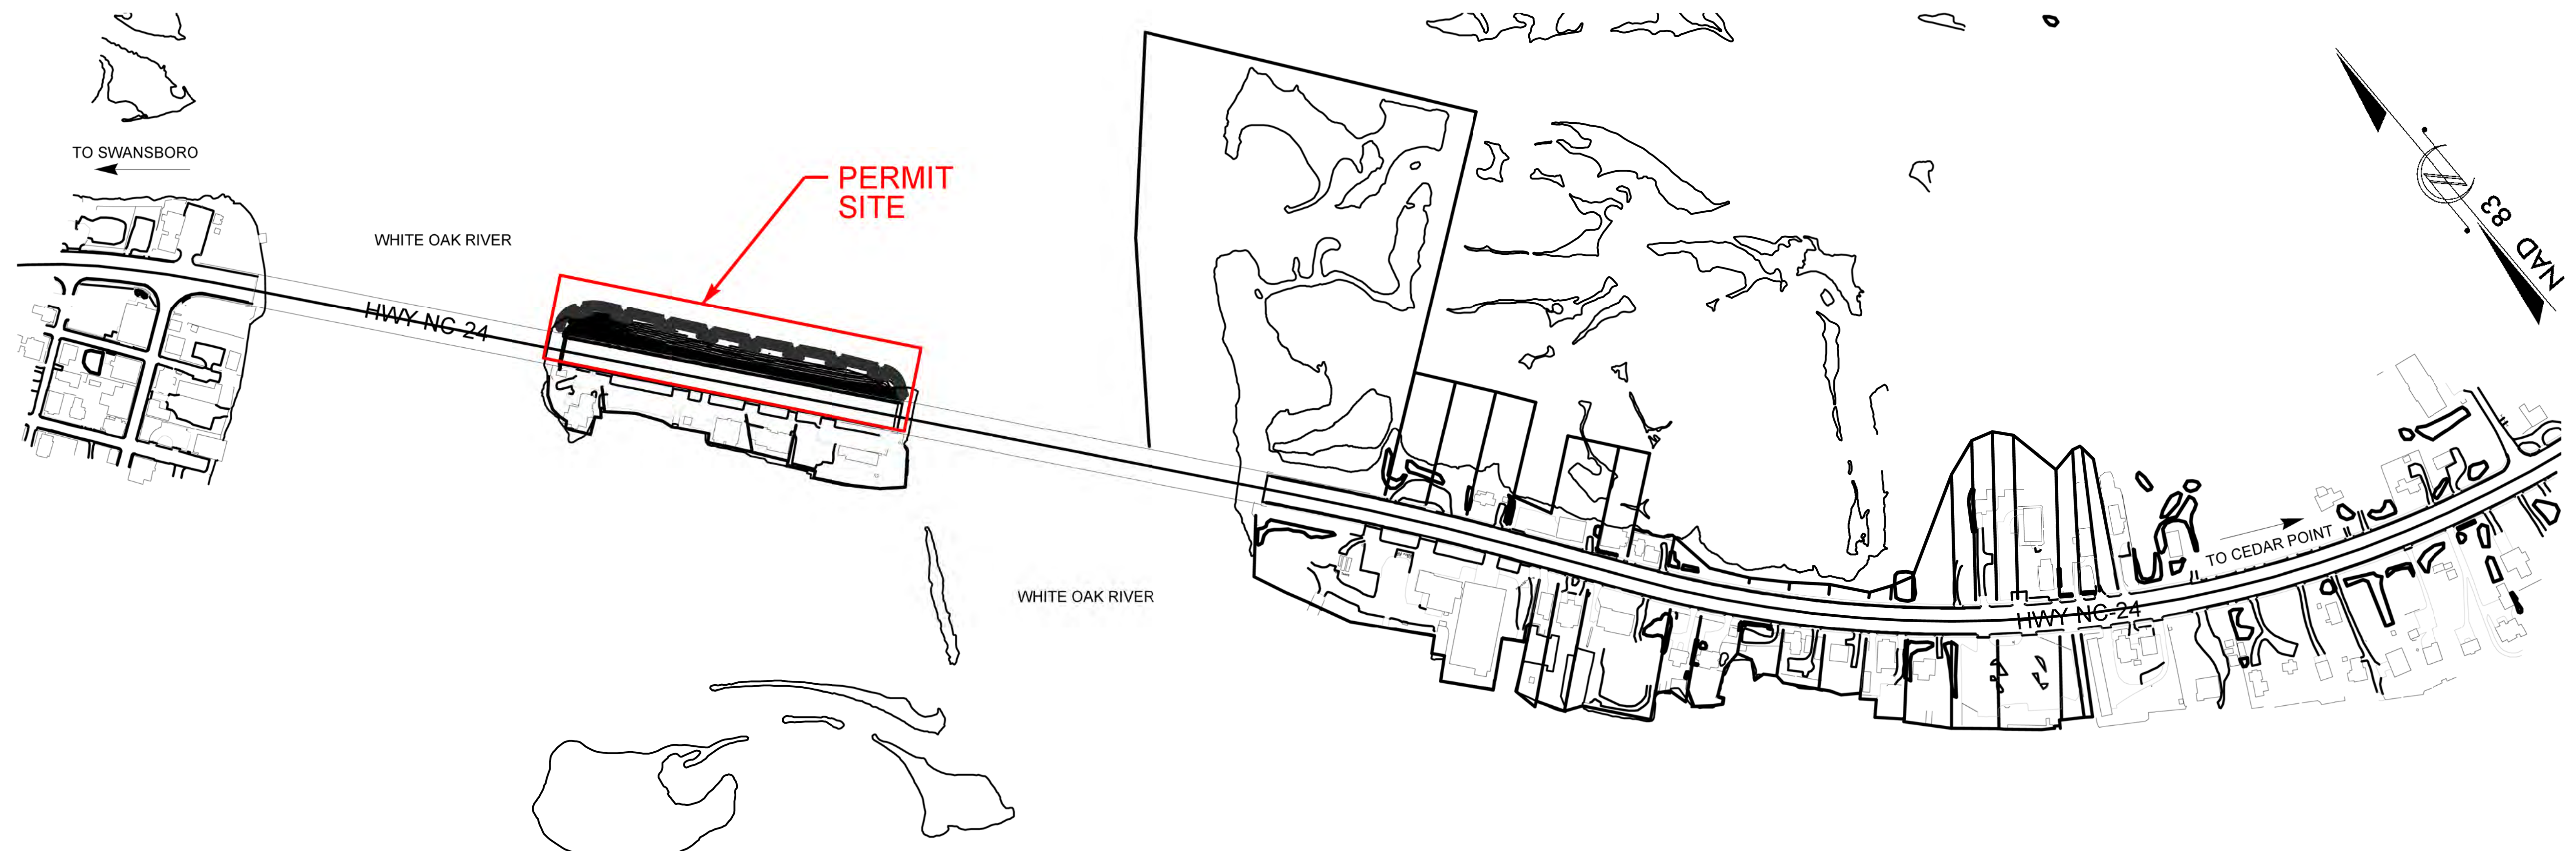 TO SWANSBORO
PERMIT
SITE
WHITE OAK RIVER
NAD 83
HWY NC-24
TO CEDAR POINT
WHITE OAK RIVER
HWY NC-24